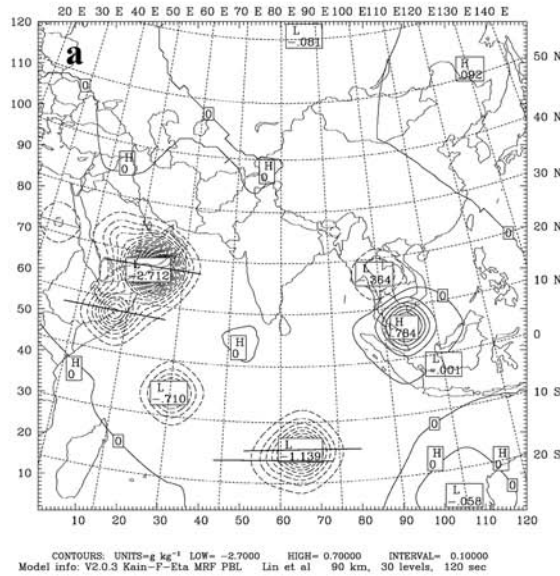 20 E 30 E 40 E 50 E 60 E 70 E 80 E 90 E 100 E 110 E 120 E 130 E 140 E
120
a
L
-.081
H
.092
50 N
110
0
100
0
40 N
90
H
0
H
0
30 N
80
70
20 N
0
60
L
-2.712
L
-.364
10 N
50
0
H
.764
0
40
H
0
H
0
L
-.001
30
L
-.710
10 S
20
0
L
-1.139
0
H
0
H
0
20 S
10
0
L
-.058
10 20 30 40 50 60 70 80 90 100 110 120
CONTOURS: UNITS=g kg⁻¹ LOW= -2.7000 HIGH= 0.70000 INTERVAL= 0.10000
Model info: V2.0.3 Kain-F-Eta MRF PBL Lin et al 90 km, 30 levels, 120 sec